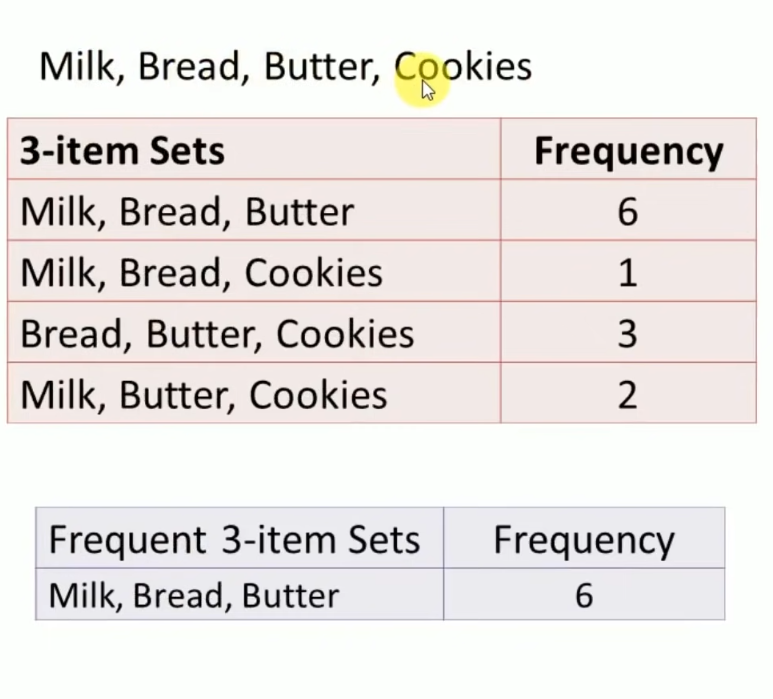 Milk, Bread, Butter, Cookies
3-item Sets Frequency
Milk, Bread, Butter 6
Milk, Bread, Cookies 1
Bread, Butter, Cookies 3
Milk, Butter, Cookies 2
Frequent 3-item Sets Frequency
Milk, Bread, Butter 6